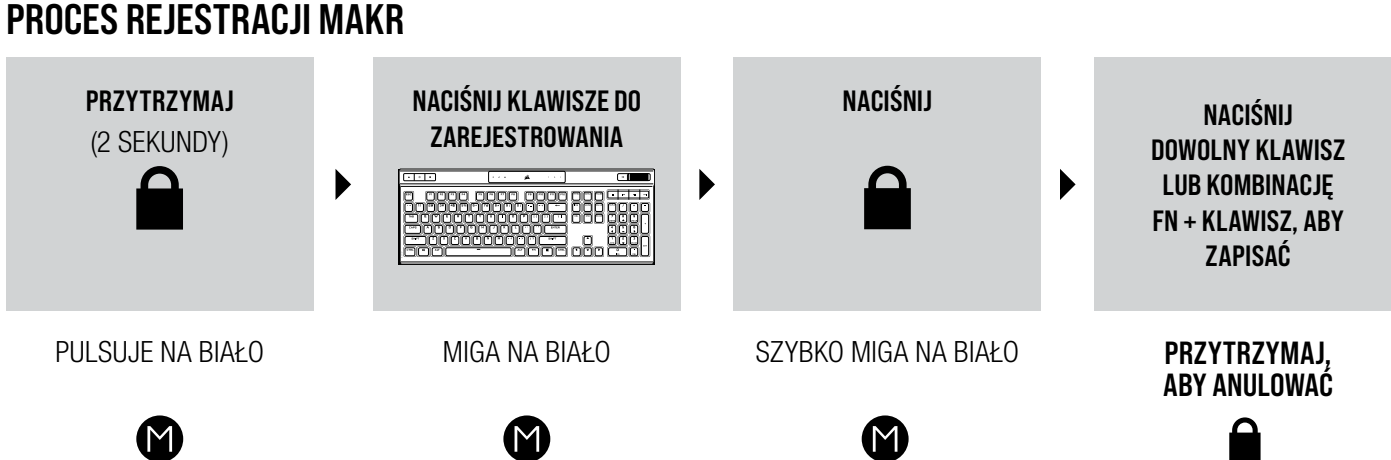 PROCES REJESTRACJI MAKR
PRZYTRZYMAJ
(2 SEKUNDY)
PULSUJE NA BIAŁO
M
NACIŚNIJ KLAWISZE DO
ZAREJESTROWANIA
MIGA NA BIAŁO
M
NACIŚNIJ
SZYBKO MIGA NA BIAŁO
M
NACIŚNIJ
DOWOLNY KLAWISZ
LUB KOMBINACJĘ
FN + KLAWISZ, ABY
ZAPISAĆ
PRZYTRZYMAJ,
ABY ANULOWAĆ